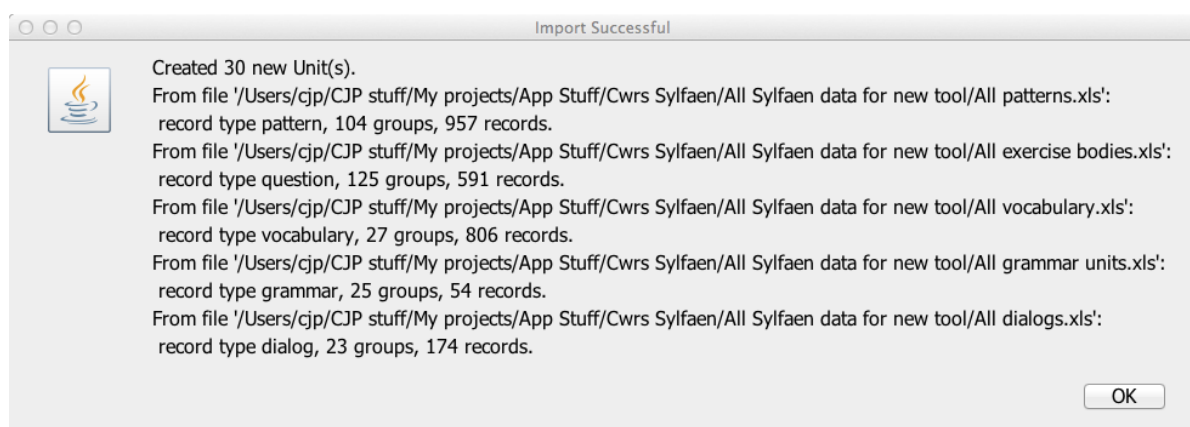 Import Successful
Created 30 new Unit(s).
From file '/Users/cjp/CJP stuff/My projects/App Stuff/Cwrs Sylfaen/All Sylfaen data for new tool/All patterns.xls':
record type pattern, 104 groups, 957 records.
From file '/Users/cjp/CJP stuff/My projects/App Stuff/Cwrs Sylfaen/All Sylfaen data for new tool/All exercise bodies.xls':
record type question, 125 groups, 591 records.
From file '/Users/cjp/CJP stuff/My projects/App Stuff/Cwrs Sylfaen/All Sylfaen data for new tool/All vocabulary.xls':
record type vocabulary, 27 groups, 806 records.
From file '/Users/cjp/CJP stuff/My projects/App Stuff/Cwrs Sylfaen/All Sylfaen data for new tool/All grammar units.xls':
record type grammar, 25 groups, 54 records.
From file '/Users/cjp/CJP stuff/My projects/App Stuff/Cwrs Sylfaen/All Sylfaen data for new tool/All dialogs.xls':
record type dialog, 23 groups, 174 records.
OK